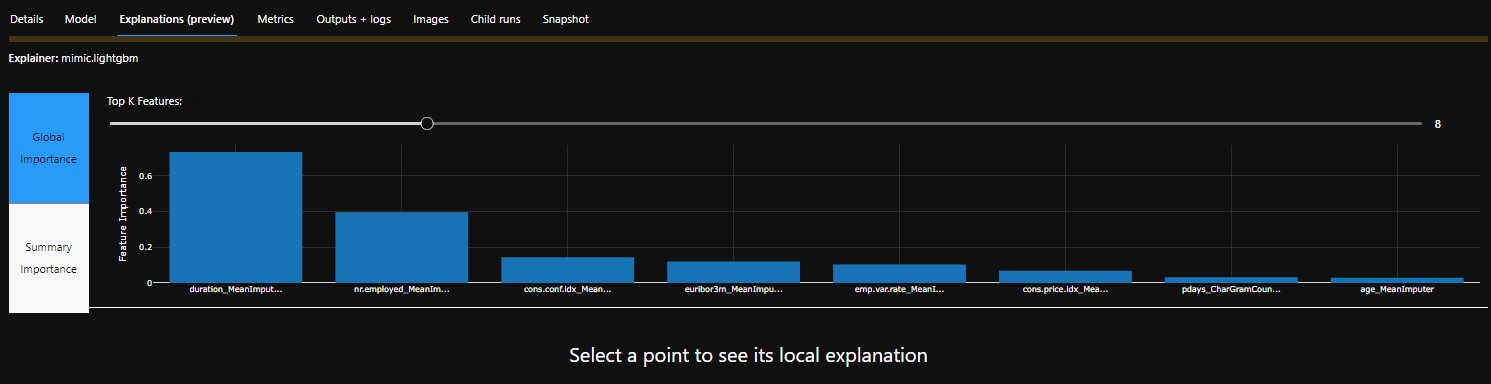 Details Model Explanations (preview) Metrics Outputs + logs Images Child runs Snapshot
Explainer: mimic.lightgbm
Global
Importance
Summary
Importance
Top K Features:
8
Feature Importance
0.6
0.4
0.2
0
duration_MeanImput... nr.employed_MeanIm... cons.conf.idx_Mean... euribor3m_MeanImpu... emp.var.rate_MeanI... cons.price.idx_Mea... pdays_CharGramCoun... age_MeanImputer
Select a point to see its local explanation